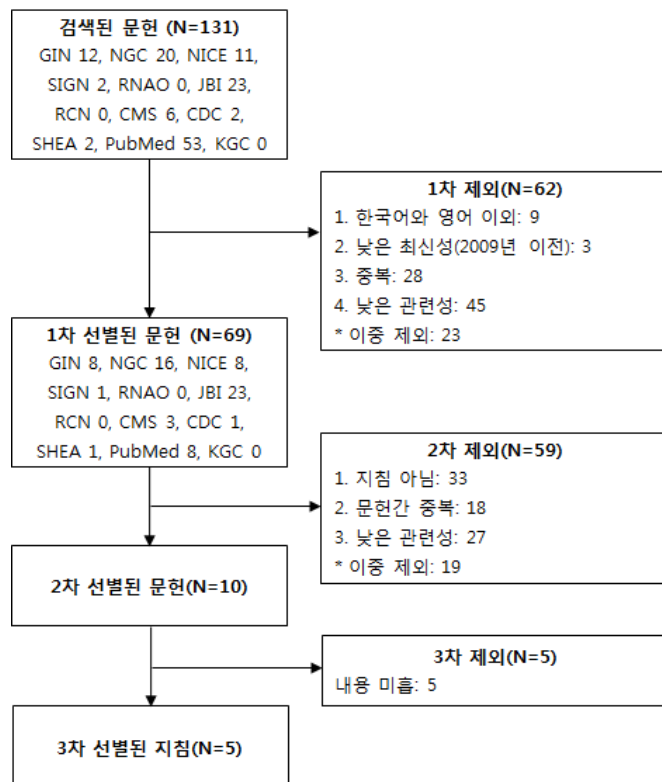 검색된 문헌 (N=131)
GIN 12, NGC 20, NICE 11,
SIGN 2, RNAO 0, JBI 23,
RCN 0, CMS 6, CDC 2,
SHEA 2, PubMed 53, KGC 0
1차 제외(N=62)
1. 한국어와 영어 이외: 9
2. 낮은 최신성(2009년 이전): 3
3. 중복: 28
4. 낮은 관련성: 45
* 이중 제외: 23
1차 선별된 문헌 (N=69)
GIN 8, NGC 16, NICE 8,
SIGN 1, RNAO 0, JBI 23,
RCN 0, CMS 3, CDC 1,
SHEA 1, PubMed 8, KGC 0
2차 제외(N=59)
1. 지침 아님: 33
2. 문헌간 중복: 18
3. 낮은 관련성: 27
* 이중 제외: 19
2차 선별된 문헌(N=10)
3차 제외(N=5)
내용 미흡: 5
3차 선별된 지침(N=5)